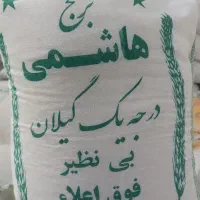 برنج
هاشمی
درجه یک گیلان
بی نظیر
فوق اعلاء